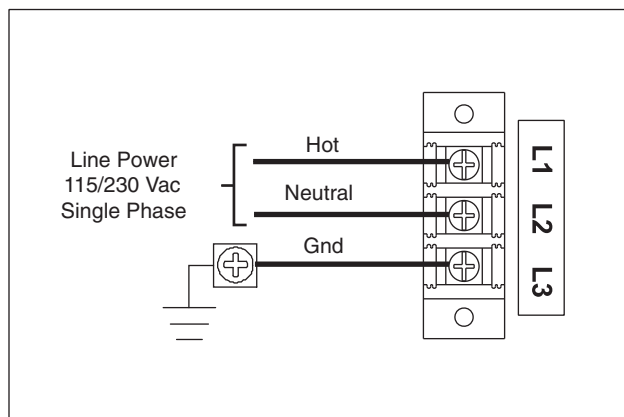 Hot
Line Power
115/230 Vac
Single Phase
Neutral
Gnd
L1
L2
L3